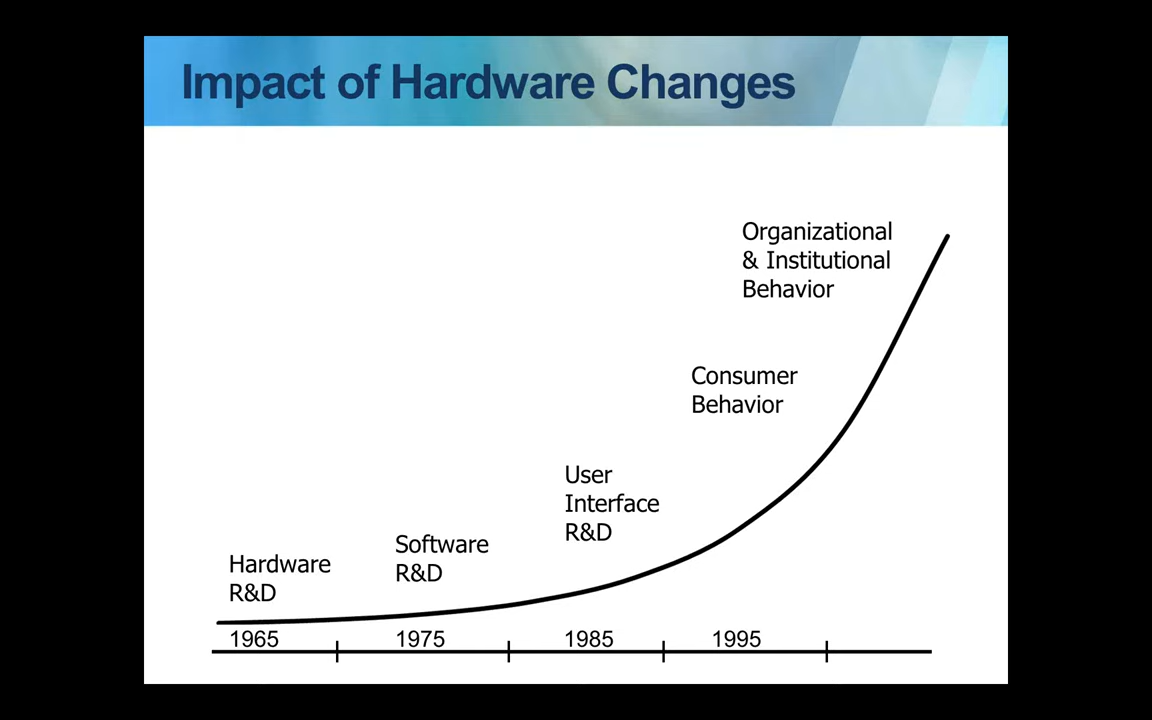 Impact of Hardware Changes
Organizational
& Institutional
Behavior
Consumer
Behavior
User
Interface
R&D
Software
R&D
Hardware
R&D
1965
1975
1985
1995